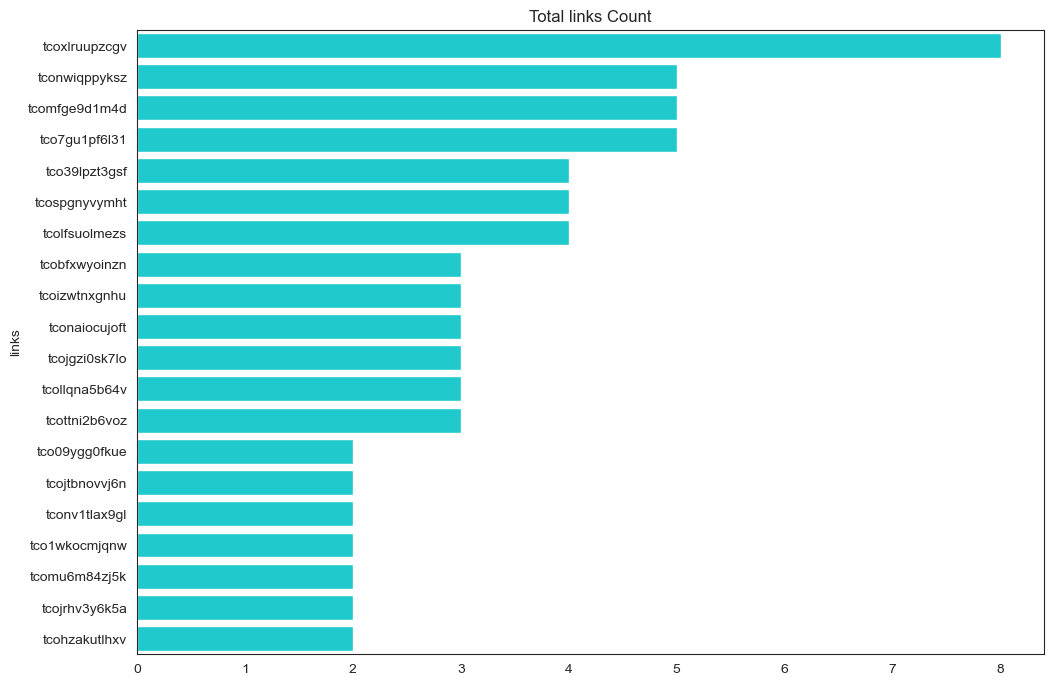 Total links Count
tcoxlruupzcgv
tconwiqppyksz
tcomfge9d1m4d
tco7gu1pf6l31
tco39lpzt3gsf
tcospgnyvymht
tcolfsuolmezs
tcobfxwyoinzn
tcoizwtnxgnhu
tconaiocujoft
tcojgzi0sk7lo
tcollqna5b64v
tcottni2b6voz
tco09ygg0fkue
tcojtbnovvj6n
tconv1tlax9gl
tco1wkocmjqnw
tcomu6m84zj5k
tcojrhv3y6k5a
tcohzakutlhxv
links
0 1 2 3 4 5 6 7 8